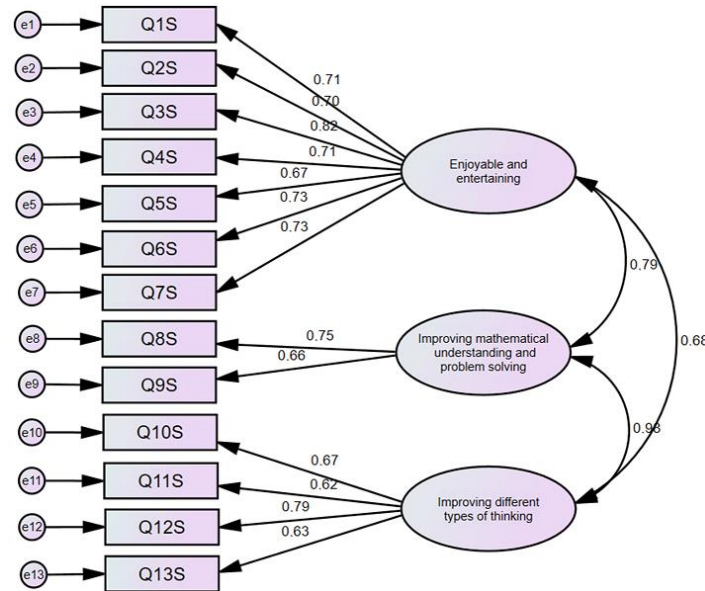 e1
Q1S
e2
Q2S
e3
Q3S
e4
Q4S
e5
Q5S
e6
Q6S
e7
Q7S
e8
Q8S
e9
Q9S
e10
Q10S
e11
Q11S
e12
Q12S
e13
Q13S
0.71
0.70
0.82
0.71
0.67
0.73
0.73
0.75
0.66
0.67
0.62
0.79
0.63
Enjoyable and
entertaining
Improving mathematical
understanding and
problem solving
Improving different
types of thinking
0.79
0.68